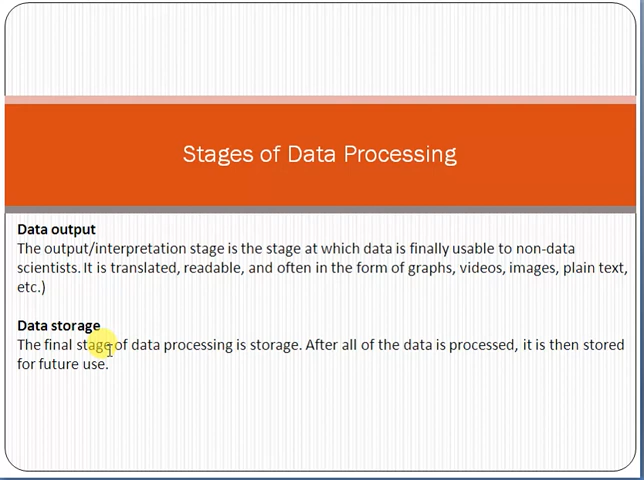 Stages of Data Processing
Data output
The output/interpretation stage is the stage at which data is finally usable to non-data
scientists. It is translated, readable, and often in the form of graphs, videos, images, plain text,
etc.)
Data storage
The final stage of data processing is storage. After all of the data is processed, it is then stored
for future use.